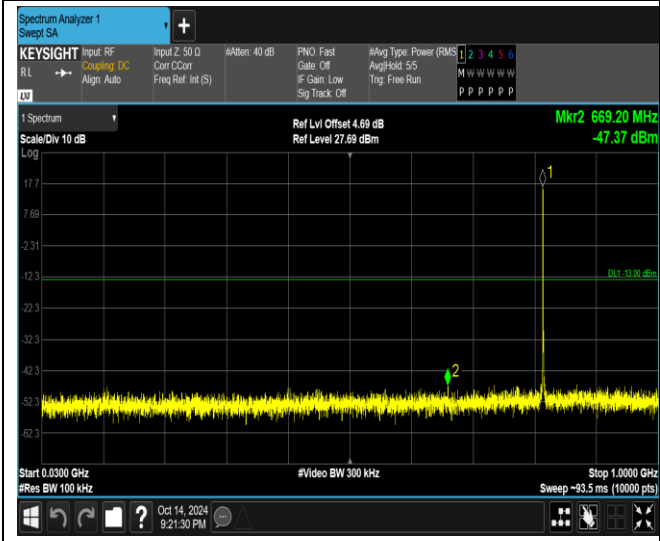 Spectrum Analyzer 1
Swept SA
+
KEYSIGHT
RL
LXI
Input: RF
Coupling: DC
Align: Auto
Input Z: 50 Ω
Corr CCorr
Freq Ref: Int (S)
#Atten: 40 dB
PNO: Fast
Gate: Off
IF Gain: Low
Sig Track: Off
#Avg Type: Power (RMS
Avg|Hold: 5/5
Trig: Free Run
1 2 3 4 5 6
M W W W W W
P P P P P P
1 Spectrum
Scale/Div 10 dB
Log
Ref Lvl Offset 4.69 dB
Ref Level 27.69 dBm
Mkr2 669.20 MHz
-47.37 dBm
1
17.7
7.69
-2.31
-12.3
DL1 -13.00 dBm
-22.3
-32.3
-42.3
2
-52.3
-62.3
Start 0.0300 GHz
#Res BW 100 kHz
#Video BW 300 kHz
Stop 1.0000 GHz
Sweep ~93.5 ms (10000 pts)
?
Oct 14, 2024
9:21:30 PM